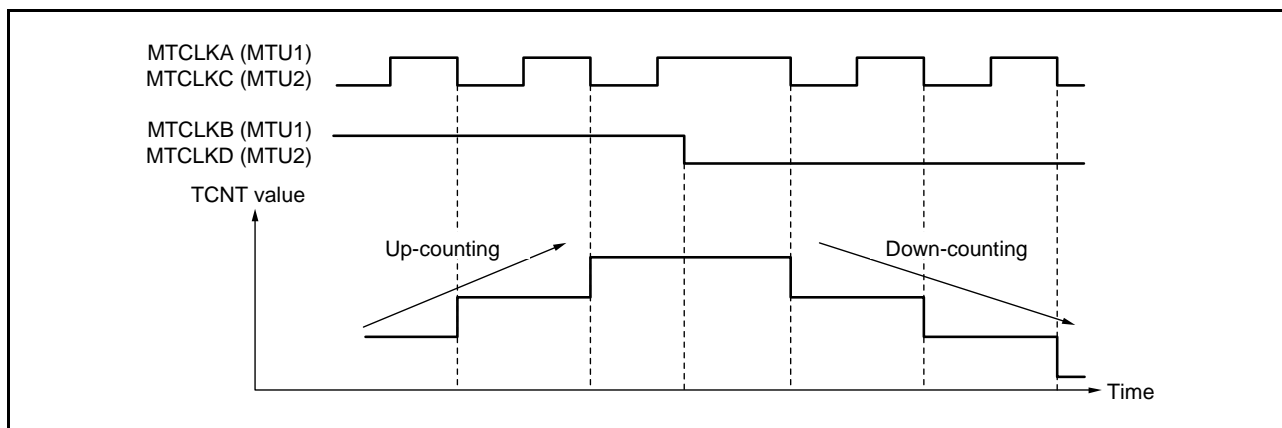 MTCLKA (MTU1)
MTCLKC (MTU2)
MTCLKB (MTU1)
MTCLKD (MTU2)
TCNT value
Up-counting
Down-counting
Time